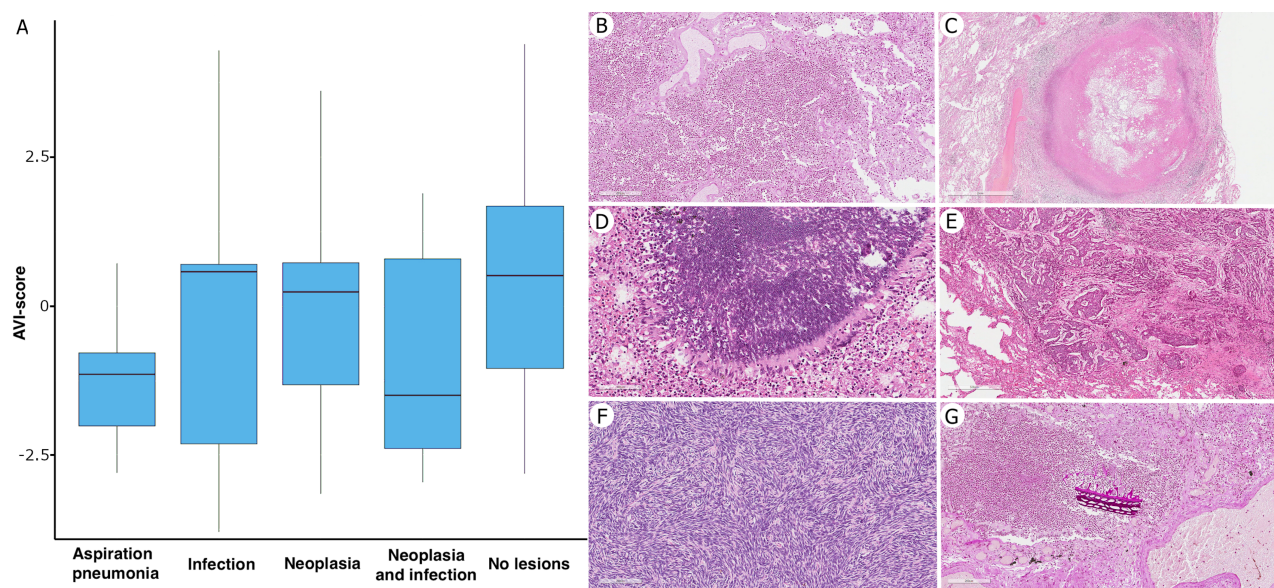 A
AVI-score
2.5
0
-2.5
Aspiration
pneumonia
Infection
Neoplasia
Neoplasia
and infection
No lesions
B
C
D
E
F
G